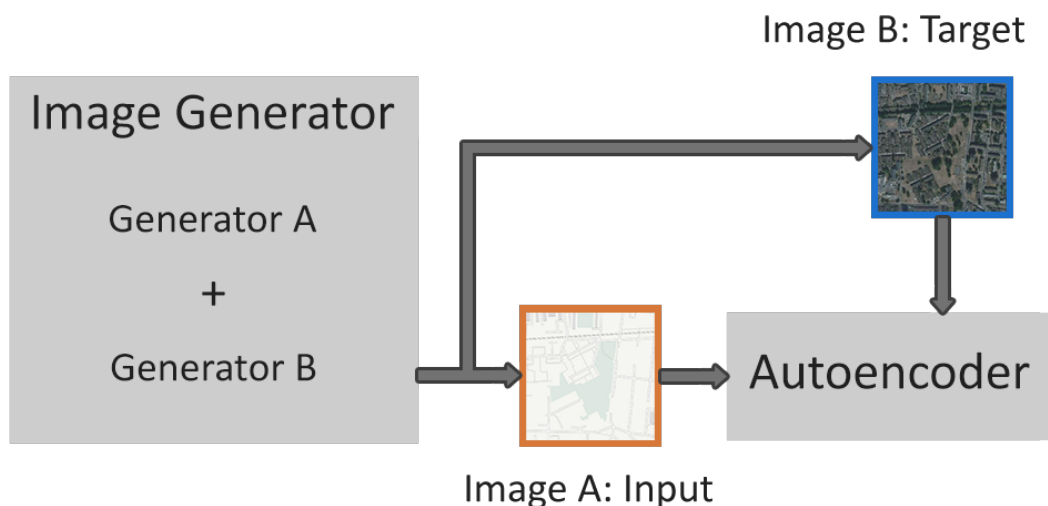 Image B: Target
Image Generator
Generator A
+
Generator B
Autoencoder
Image A: Input